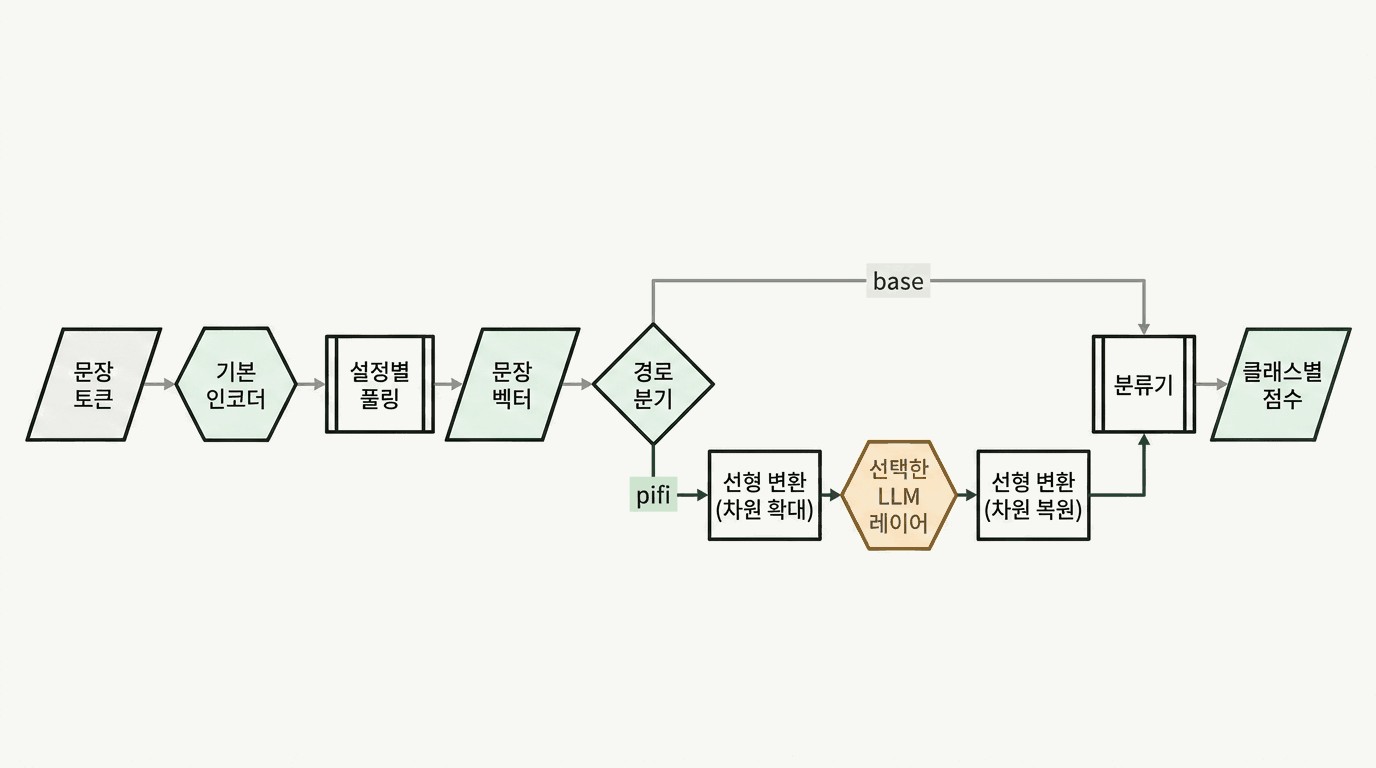 문장
토큰
기본
인코더
설정별
풀링
문장
벡터
경로
분기
base
pifi
선형 변환
(차원 확대)
선택한
LLM
레이어
선형 변환
(차원 복원)
분류기
클래스별
점수